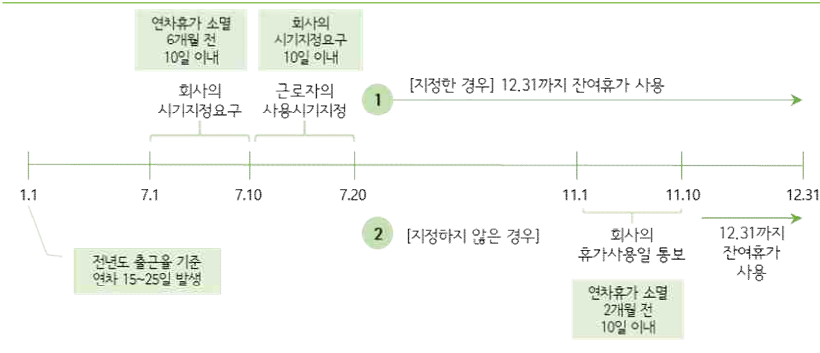 연차휴가 소멸
6개월 전
10일 이내
회사의
시기지정요구
10일 이내
회사의
시기지정요구
근로자의
사용시기지정
1
[지정한 경우] 12.31까지 잔여휴가 사용
1.1
7.1
7.10
7.20
11.1
11.10
12.31
전년도 출근율 기준
연차 15~25일 발생
2
[지정하지 않은 경우]
회사의
휴가사용일 통보
12.31까지
잔여휴가
사용
연차휴가 소멸
2개월 전
10일 이내